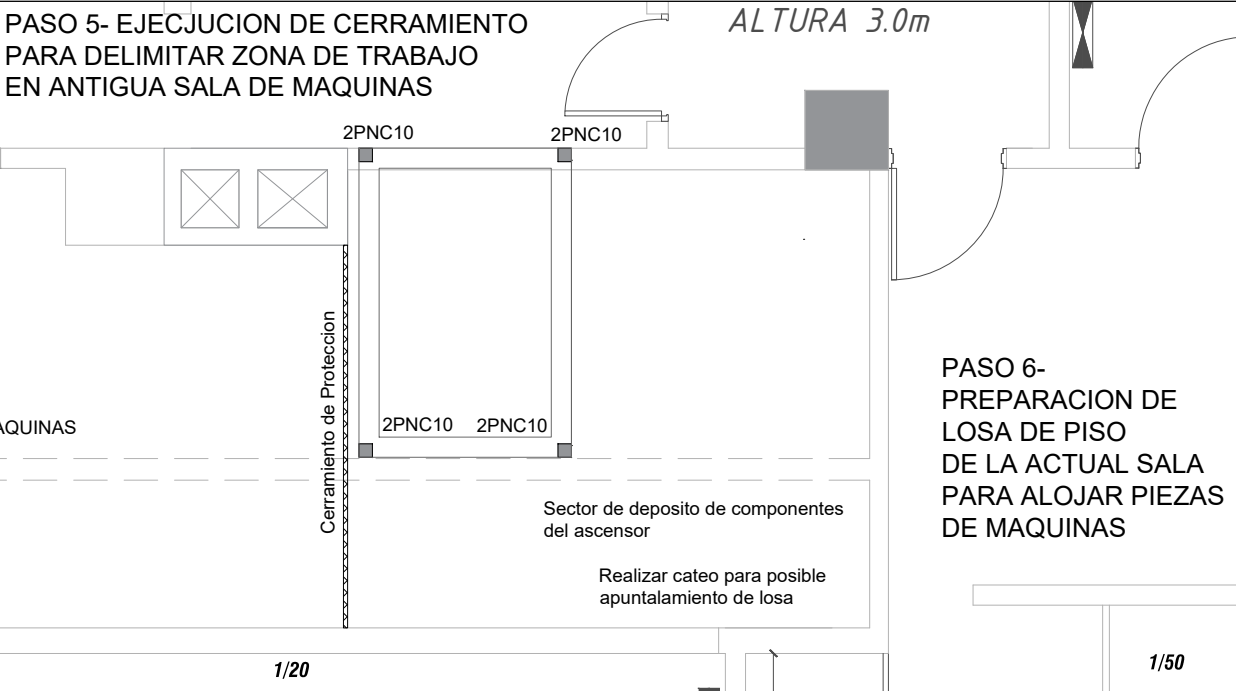 PASO 5- EJECJUCION DE CERRAMIENTO
PARA DELIMITAR ZONA DE TRABAJO
EN ANTIGUA SALA DE MAQUINAS
ALTURA 3.0m
2PNC10
2PNC10
Cerramiento de Proteccion
AQUINAS
2PNC10
2PNC10
PASO 6-
PREPARACION DE
LOSA DE PISO
DE LA ACTUAL SALA
PARA ALOJAR PIEZAS
DE MAQUINAS
Sector de deposito de componentes
del ascensor
Realizar cateo para posible
apuntalamiento de losa
1/20
1/50